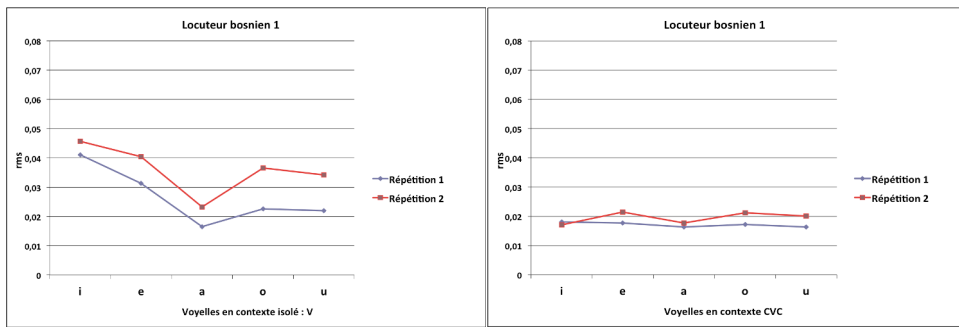 Locuteur bosnien 1
0,08
0,07
0,06
0,05
0,04
0,03
0,02
0,01
0
rms
i e a o u
Voyelles en contexte isolé : V
Répétition 1
Répétition 2
Locuteur bosnien 1
0,08
0,07
0,06
0,05
0,04
0,03
0,02
0,01
0
rms
i e a o u
Voyelles en contexte CVC
Répétition 1
Répétition 2